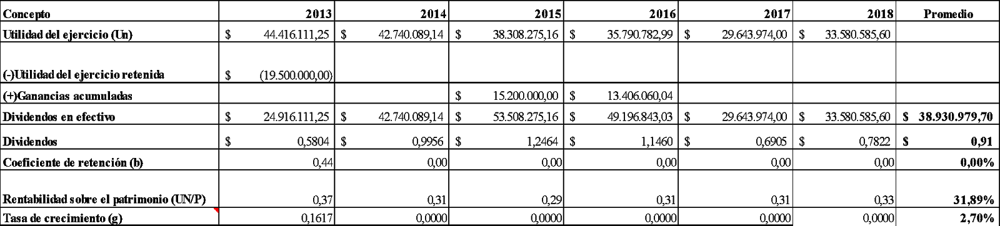 Concepto 2013 2014 2015 2016 2017 2018 Promedio
Utilidad del ejercicio (Un) $ 44.416.111,25 $ 42.740.089,14 $ 38.308.275,16 $ 35.790.782,99 $ 29.643.974,00 $ 33.580.585,60
(-)Utilidad del ejercicio retenida $ (19.500.000,00)
(+)Ganancias acumuladas $ 15.200.000,00 $ 13.406.060,04
Dividendos en efectivo $ 24.916.111,25 $ 42.740.089,14 $ 53.508.275,16 $ 49.196.843,03 $ 29.643.974,00 $ 33.580.585,60 $ 38.930.979,70
Dividendos $ 0,5804 $ 0,9956 $ 1,2464 $ 1,1460 $ 0,6905 $ 0,7822 $ 0,91
Coeficiente de retención (b) 0,44 0,00 0,00 0,00 0,00 0,00 0,00%
Rentabilidad sobre el patrimonio (UN/P) 0,37 0,31 0,29 0,31 0,31 0,33 31,89%
Tasa de crecimiento (g) 0,1617 0,0000 0,0000 0,0000 0,0000 0,0000 2,70%